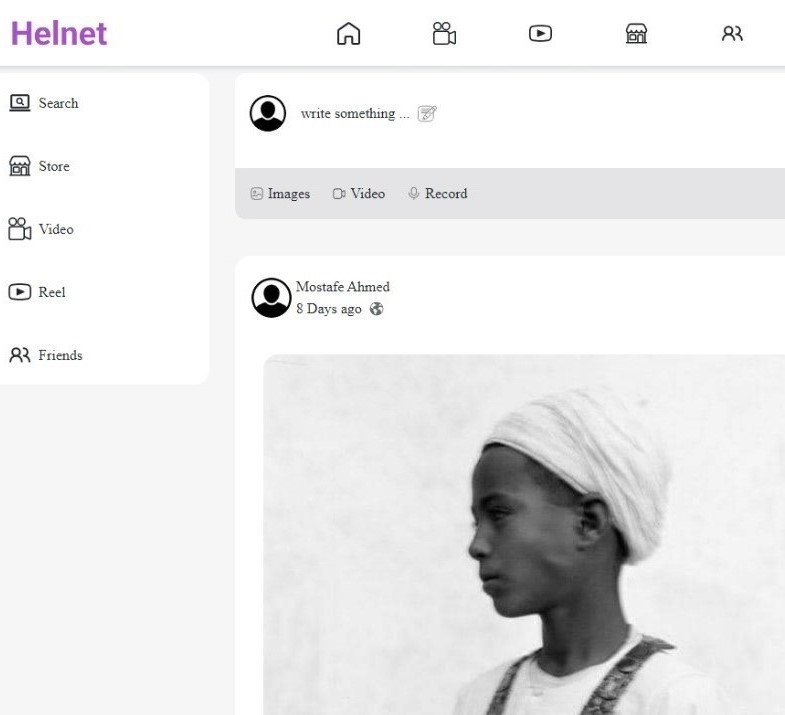 Helnet
Search
Store
Video
Reel
Friends
write something ...
Images Video Record
Mostafe Ahmed
8 Days ago